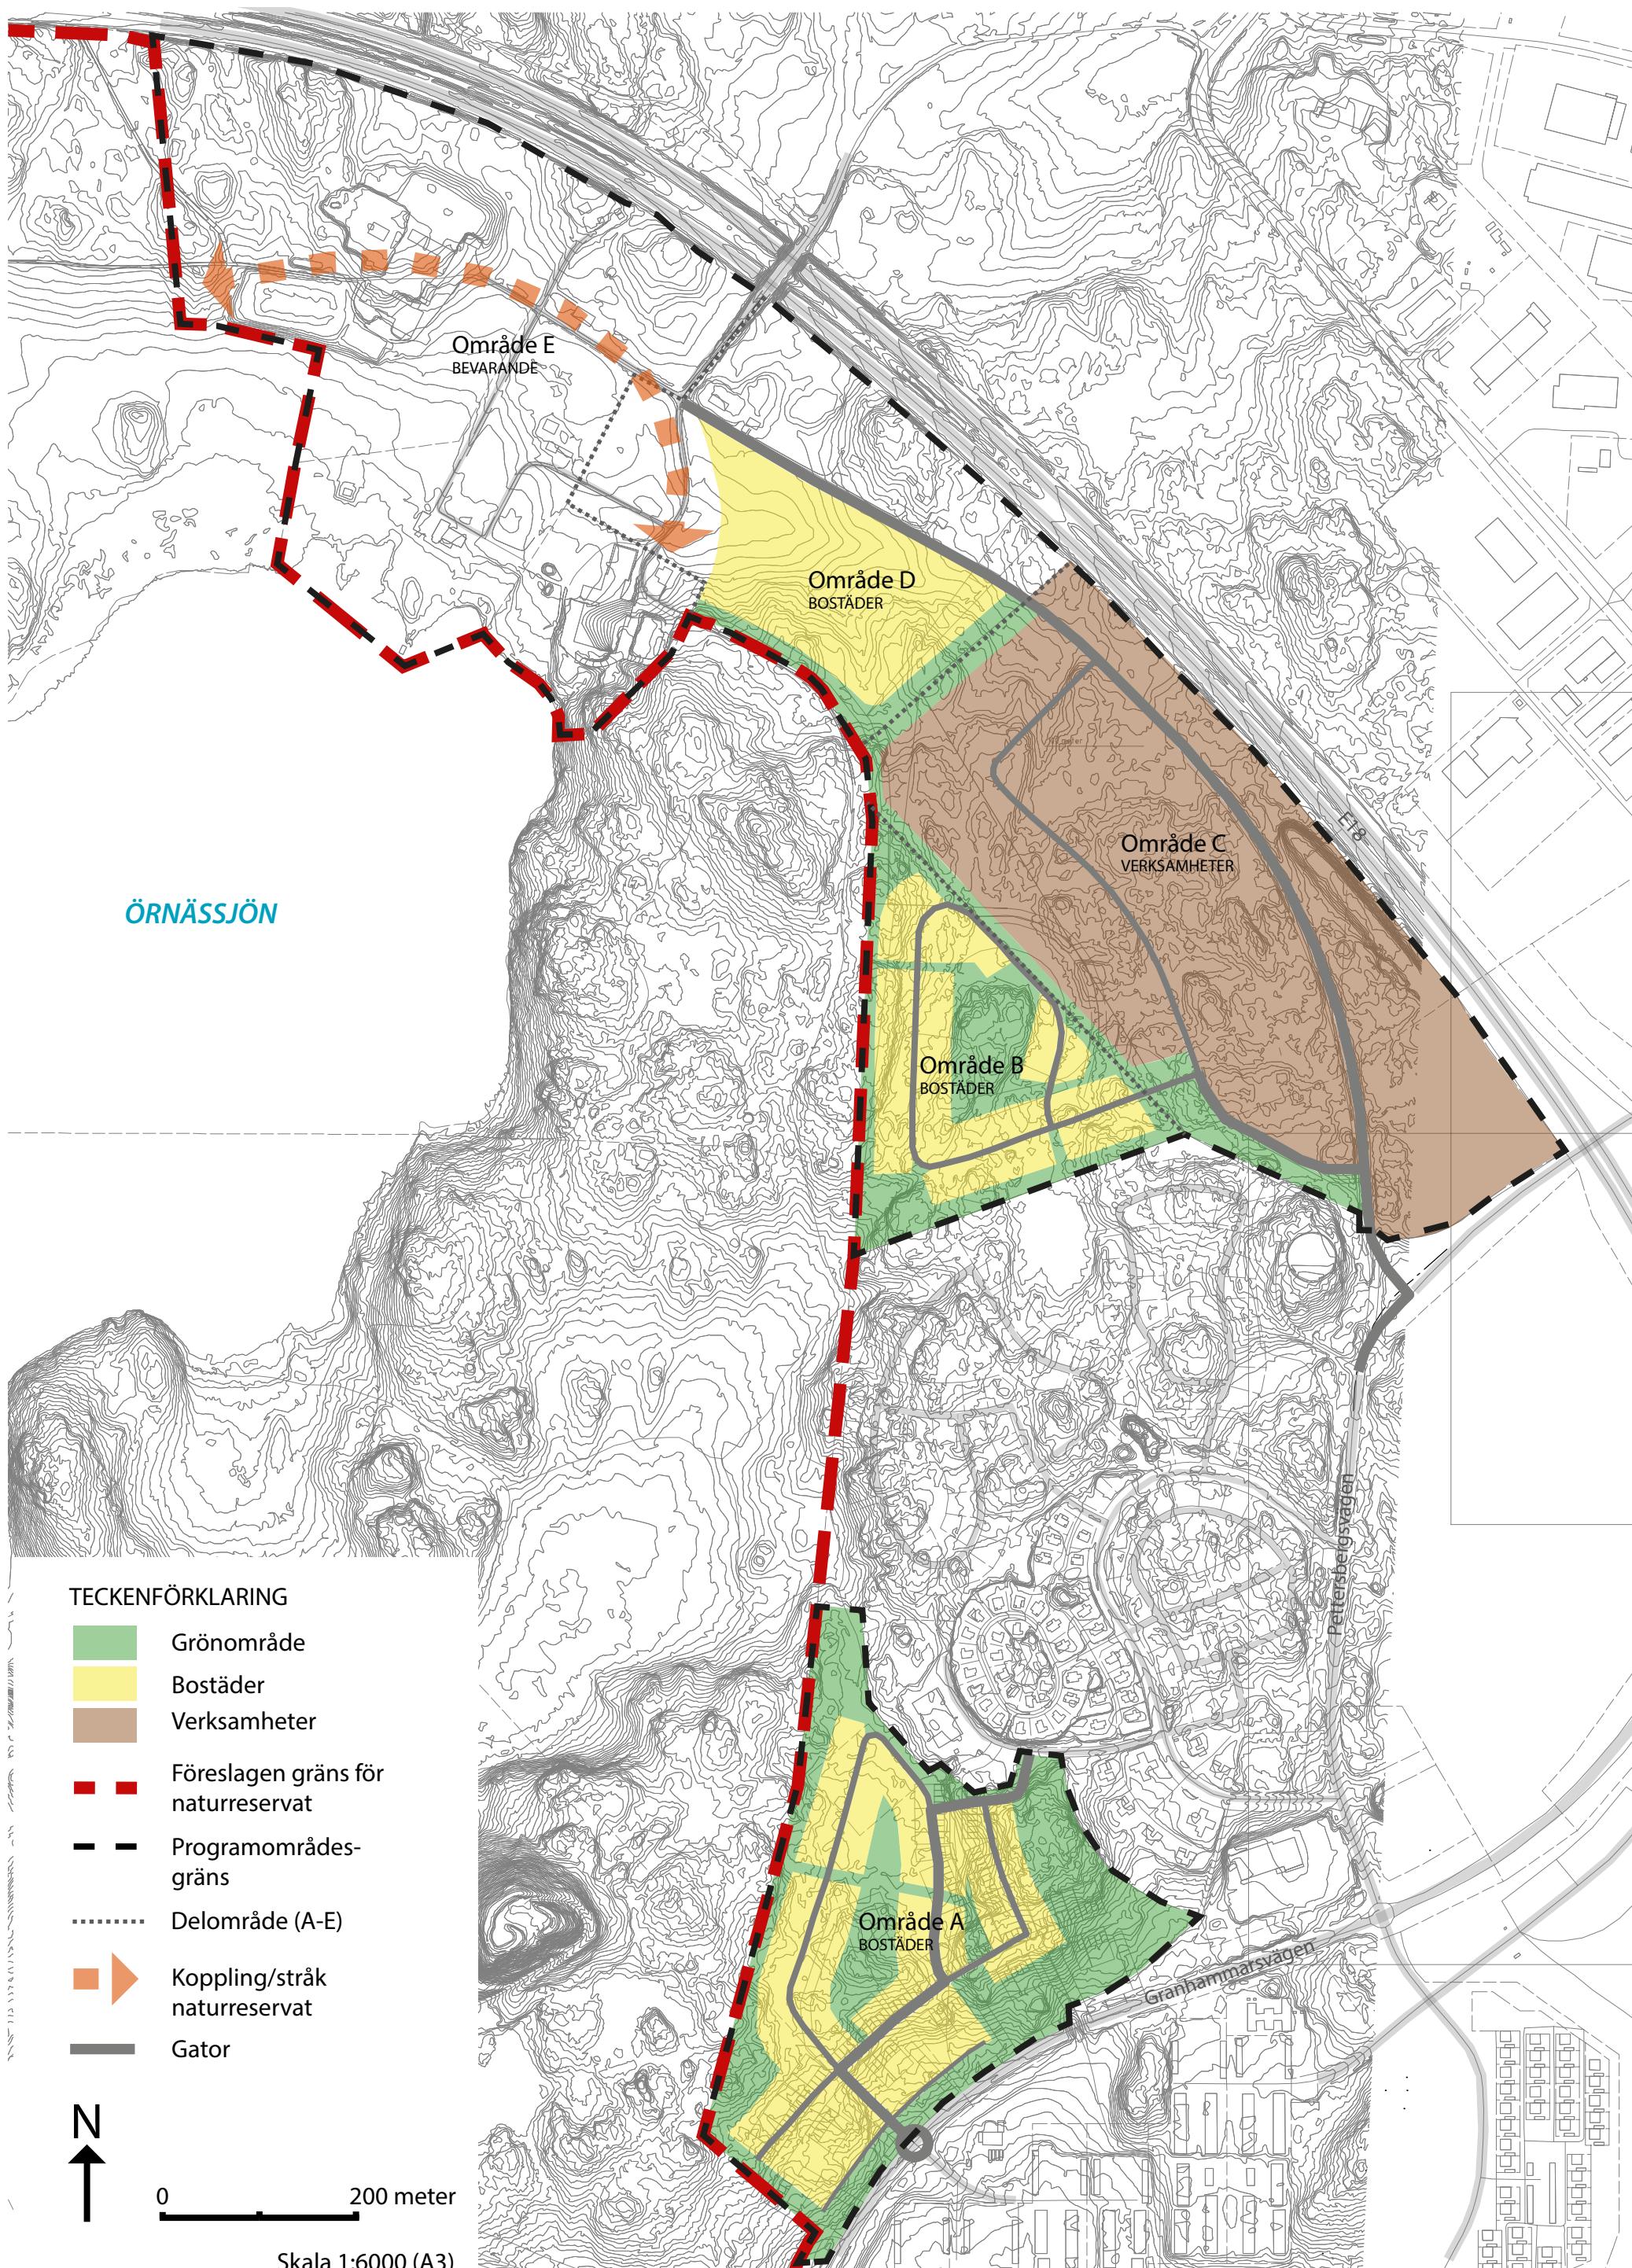 Område E
BEVARANDE
Område D
BOSTÄDER
E18
Område C
VERKSAMHETER
ÖRNÄSSJÖN
Område B
BOSTÄDER
Pettersbergsvägen
TECKENFÖRKLARING
Grönområde
Bostäder
Verksamheter
Föreslagen gräns för
naturreservat
Programområdes-
gräns
Delområde (A-E)
Koppling/stråk
naturreservat
Gator
Område A
BOSTÄDER
Granhammarsvägen
N
0 200 meter
Skala 1:6000 (A3)